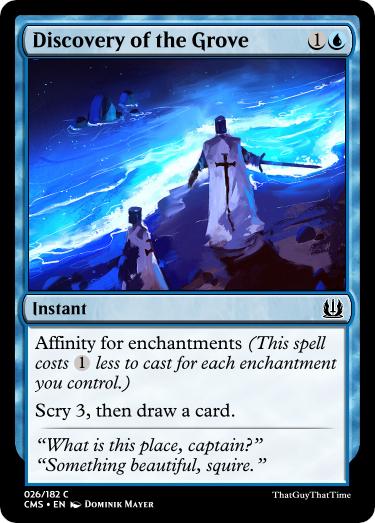 Discovery of the Grove 1
Instant
Affinity for enchantments (This spell
costs 1 less to cast for each enchantment
you control.)
Scry 3, then draw a card.
“What is this place, captain?”
“Something beautiful, squire.”
026/182 C
CMS • EN Dominik Mayer
ThatGuyThatTime